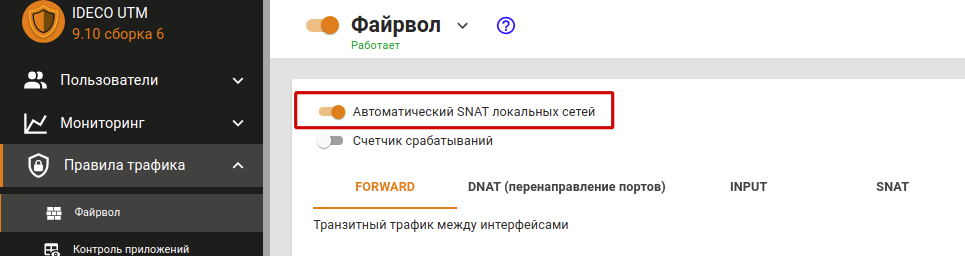 IDECO UTM
9.10 сборка 6
Пользователи
Мониторинг
Правила трафика
Файрвол
Контроль приложений
Файрвол ?
Работает
Автоматический SNAT локальных сетей
Счетчик срабатываний
FORWARD DNAT (перенаправление портов) INPUT SNAT
Транзитный трафик между интерфейсами